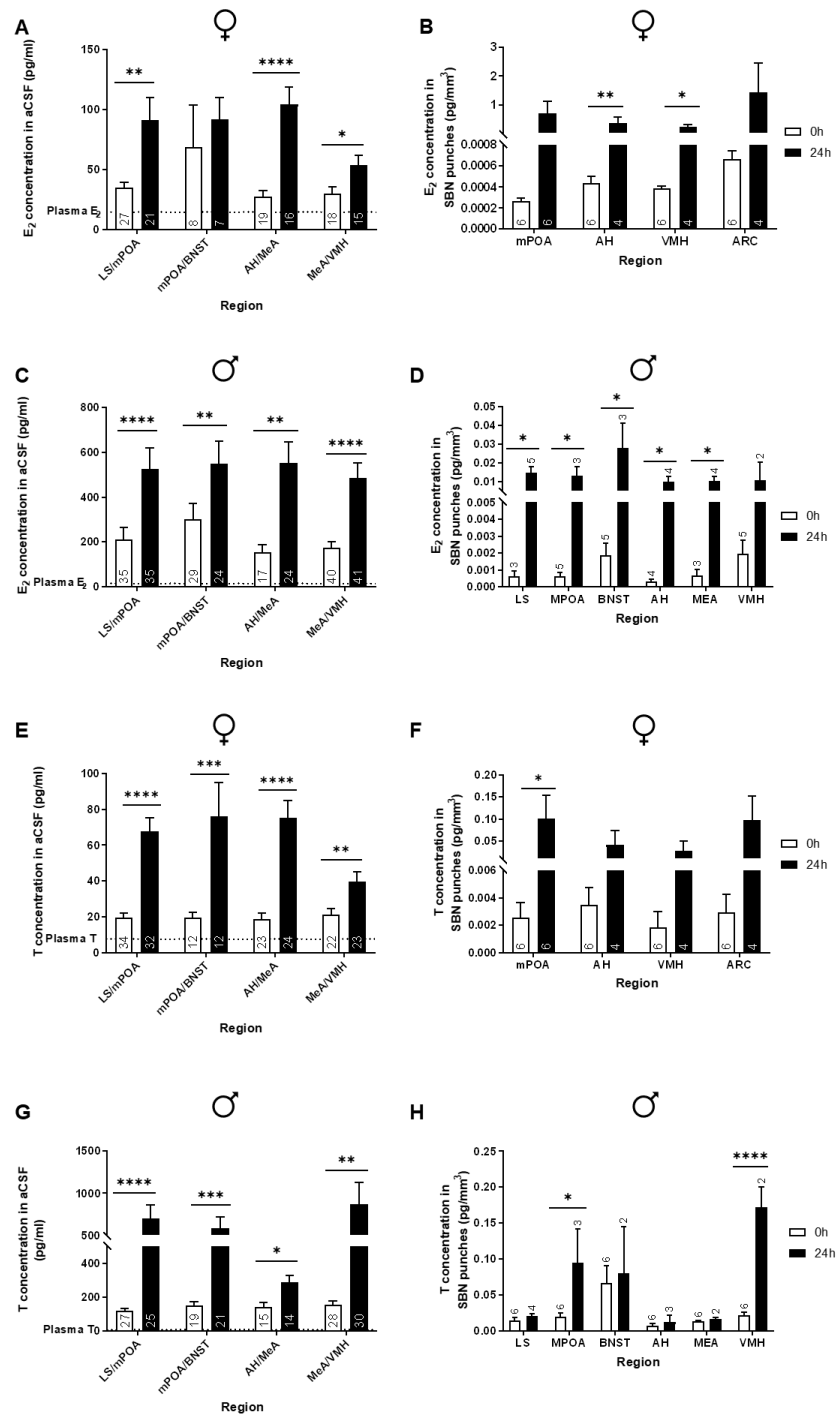 A
♀
E2 concentration in aCSF (pg/ml)
150
100
50
0
Plasma E2
** **** *
27 21 8 7 19 16 18 15
LS/mPOA mPOA/BNST AH/MeA MeA/VMH
Region
B
♀
E2 concentration in
SBN punches (pg/mm3)
3
2
1
0.0008
0.0004
0.0002
0.0000
** *
6 6 6 4 6 4 6 4
mPOA AH VMH ARC
Region
0h
24h
C
♂
E2 concentration in aCSF (pg/ml)
800
600
400
200
0
Plasma E2
**** ** ** ****
35 35 29 24 17 24 40 41
LS/mPOA mPOA/BNST AH/MeA MeA/VMH
Region
D
♂
E2 concentration in
SBN punches (pg/mm3)
0.05
0.04
0.03
0.02
0.01
0.005
0.004
0.003
0.002
0.001
0.000
* * * * *
3 5 5 3 5 3 4 4 3 4 5 2
LS MPOA BNST AH MEA VMH
Region
0h
24h
E
♀
T concentration in aCSF (pg/ml)
100
80
60
40
20
0
Plasma T
**** *** **** **
34 32 12 12 23 24 22 23
LS/mPOA mPOA/BNST AH/MeA MeA/VMH
Region
F
♀
T concentration in
SBN punches (pg/mm3)
0.20
0.15
0.10
0.05
0.006
0.004
0.002
0.000
*
6 6 6 4 6 4 6 4
mPOA AH VMH ARC
Region
0h
24h
G
♂
T concentration in aCSF
(pg/ml)
1500
1000
500
400
200
0
Plasma T
**** *** * **
27 25 19 21 15 14 28 30
LS/mPOA mPOA/BNST AH/MeA MeA/VMH
Region
H
♂
T concentration in
SBN punches (pg/mm3)
0.25
0.20
0.15
0.10
0.05
0.00
* ****
6 4 6 3 6 2 6 3 6 2 6 2
LS MPOA BNST AH MEA VMH
Region
0h
24h